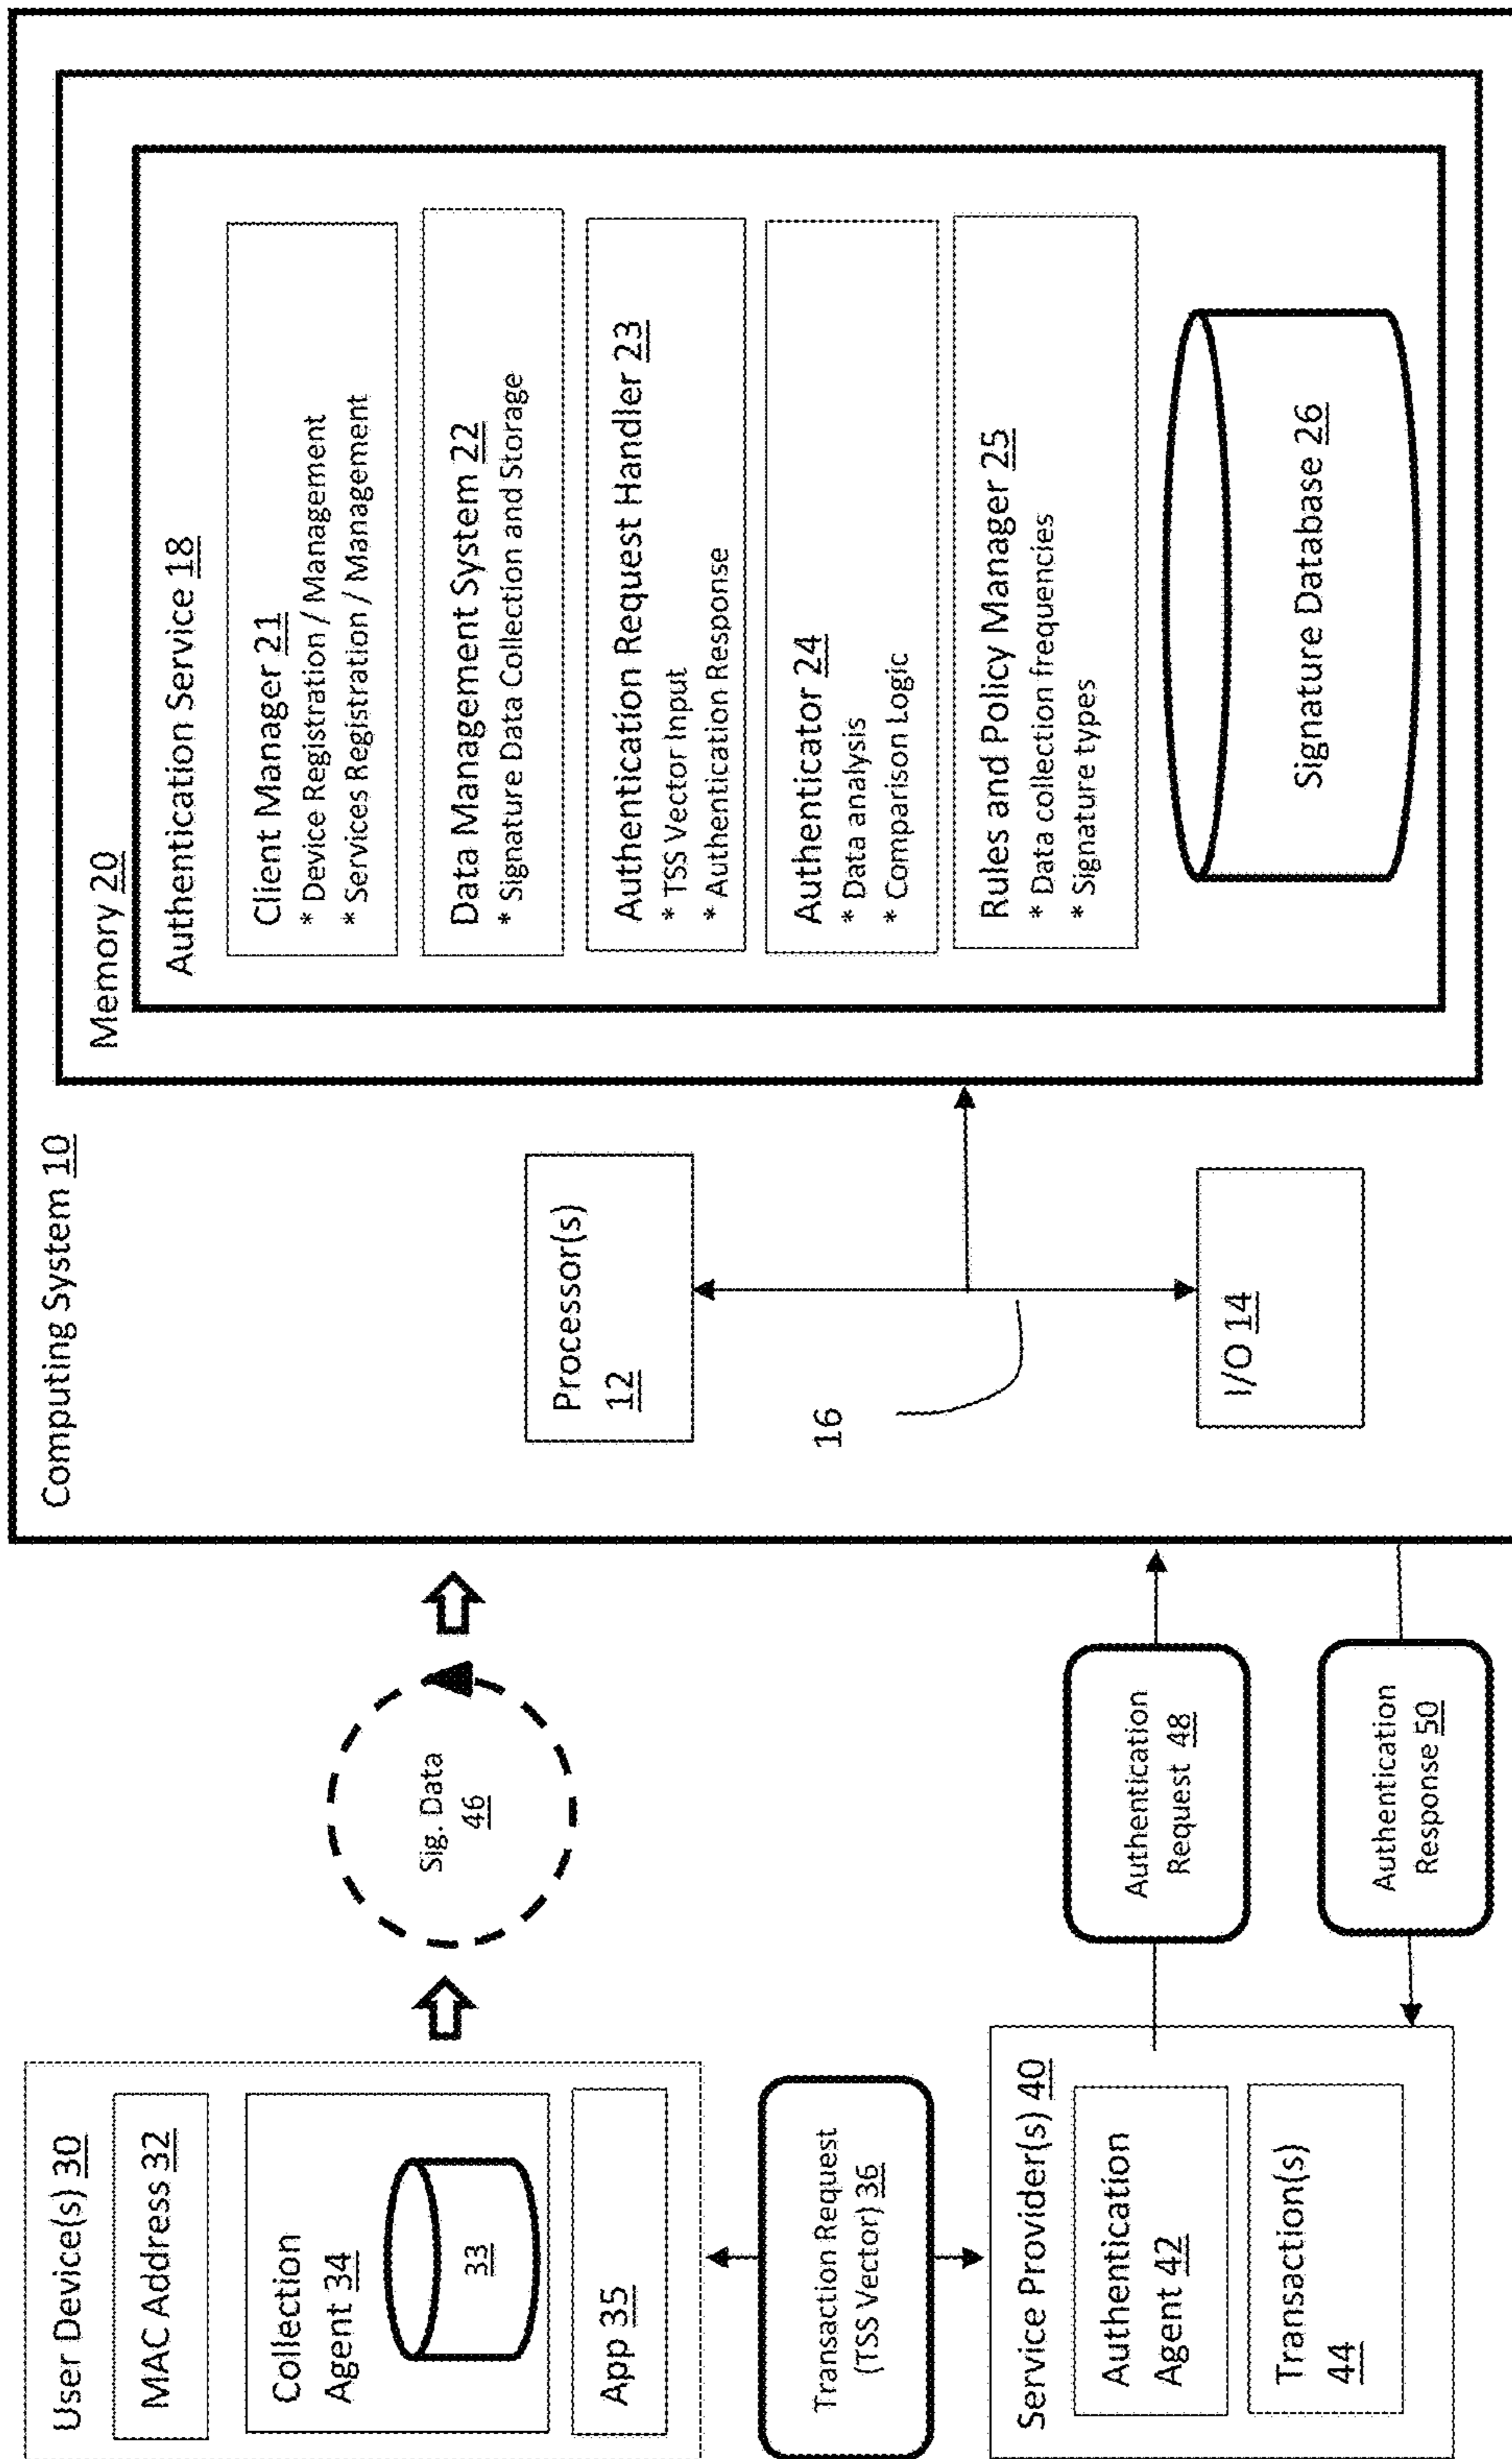 User Device(s) 30
MAC Address 32
Collection
Agent 34
33
App 35
Transaction Request
(TSS Vector) 36
Service Provider(s) 40
Authentication
Agent 42
Transaction(s)
44
Sig. Data
46
Authentication
Request 48
Authentication
Response 50
Computing System 10
Processor(s)
12
16
I/O 14
Memory 20
Authentication Service 18
Client Manager 21
* Device Registration / Management
* Services Registration / Management
Data Management System 22
* Signature Data Collection and Storage
Authentication Request Handler 23
* TSS Vector Input
* Authentication Response
Authenticator 24
* Data analysis
* Comparison Logic
Rules and Policy Manager 25
* Data collection frequencies
* Signature types
Signature Database 26